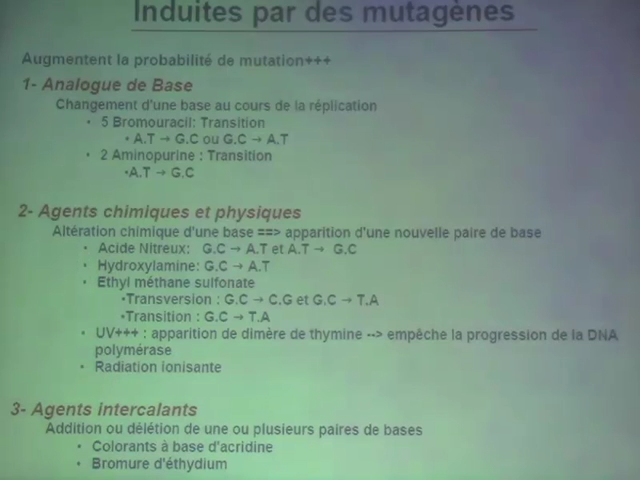 Induites par des mutagènes
Augmentent la probabilité de mutation+++
1- Analogue de Base
Changement d'une base au cours de la réplication
• 5 Bromouracil: Transition
• A.T → G.C ou G.C → A.T
• 2 Aminopurine : Transition
•A.T → G.C
2- Agents chimiques et physiques
Altération chimique d'une base ==> apparition d'une nouvelle paire de base
• Acide Nitreux: G.C → A.T et A.T → G.C
• Hydroxylamine: G.C → A.T
• Ethyl méthane sulfonate
•Transversion : G.C → C.G et G.C → T.A
•Transition : G.C → T.A
• UV+++ : apparition de dimère de thymine --> empêche la progression de la DNA
polymérase
• Radiation ionisante
3- Agents intercalants
Addition ou délétion de une ou plusieurs paires de bases
• Colorants à base d'acridine
• Bromure d'éthydium